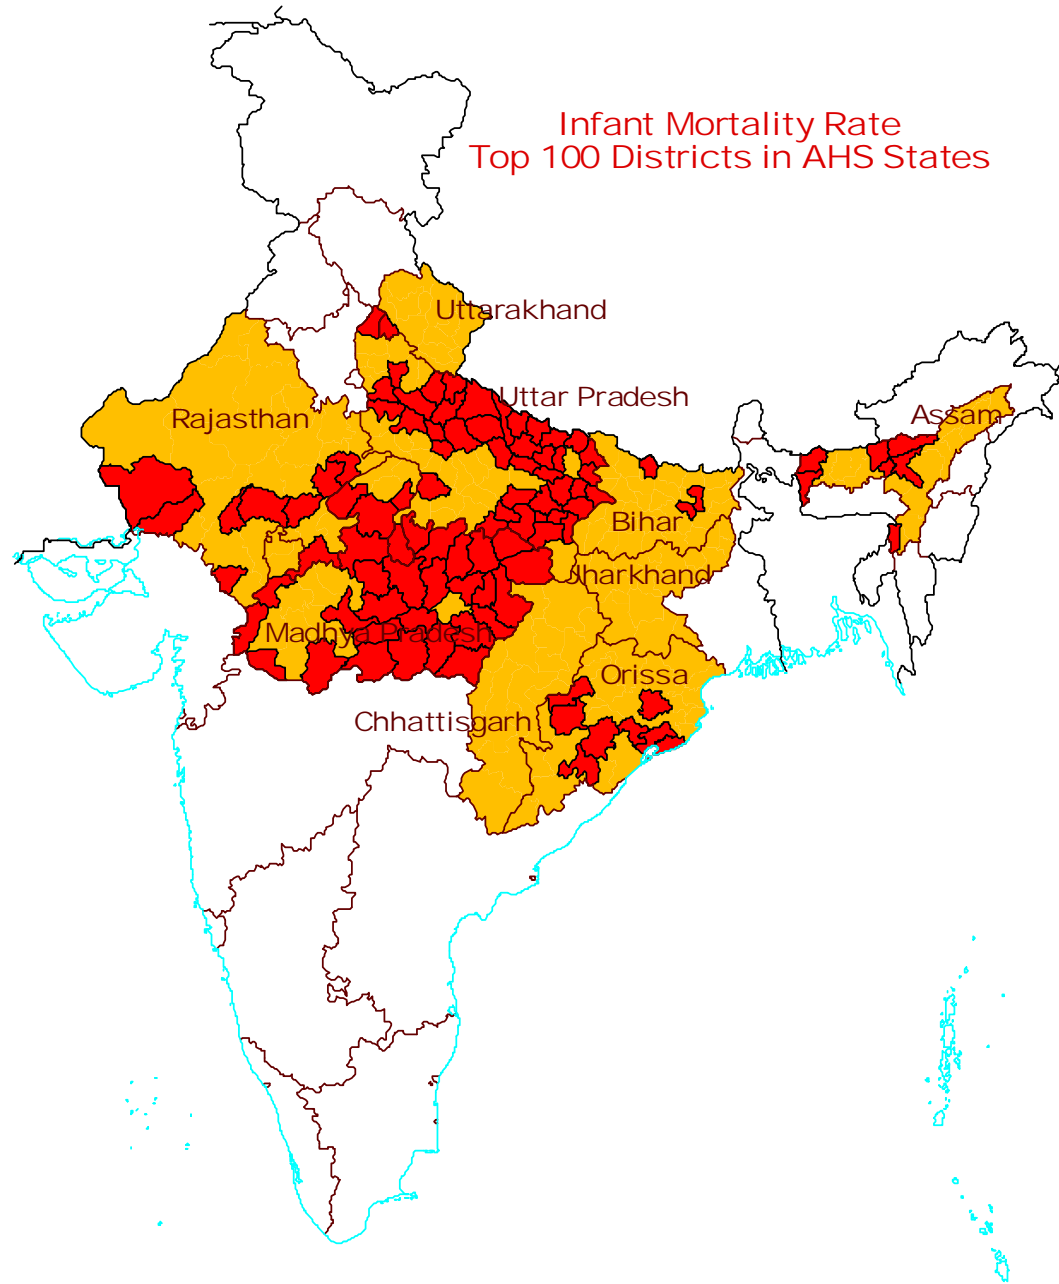 Infant Mortality Rate
Top 100 Districts in AHS States
Uttarakhand
Uttar Pradesh
Rajasthan
Assam
Bihar
Jharkhand
Madhya Pradesh
Orissa
Chhattisgarh